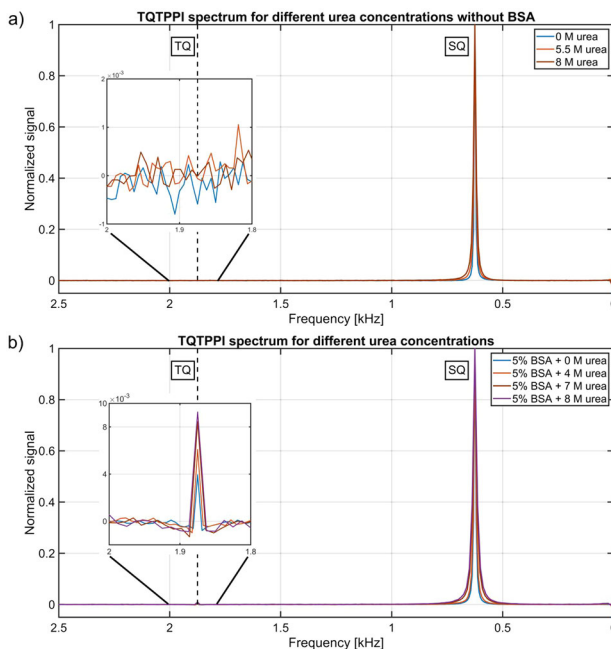 a)
TQTPPI spectrum for different urea concentrations without BSA
1
0.8
0.6
0.4
0.2
0
Normalized signal
TQ
SQ
0 M urea
5.5 M urea
8 M urea
×10⁻³
2
1
0
-1
2
1.9
1.8
2.5
2
1.5
1
0.5
0
Frequency [kHz]
b)
TQTPPI spectrum for different urea concentrations
1
0.8
0.6
0.4
0.2
0
Normalized signal
TQ
SQ
5% BSA + 0 M urea
5% BSA + 4 M urea
5% BSA + 7 M urea
5% BSA + 8 M urea
×10⁻³
10
8
6
4
2
0
2
1.9
1.8
2.5
2
1.5
1
0.5
0
Frequency [kHz]